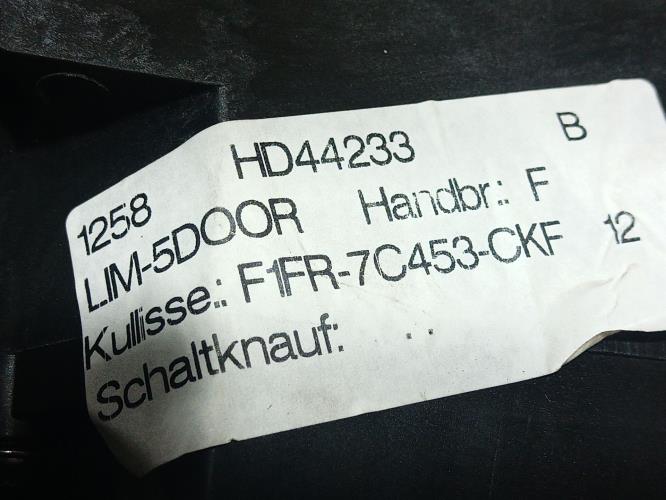 1258 HD44233 B
LIM-5DOOR Handbr.: F
Kullisse.: F1FR-7C453-CKF 12
Schaltknauf: . .